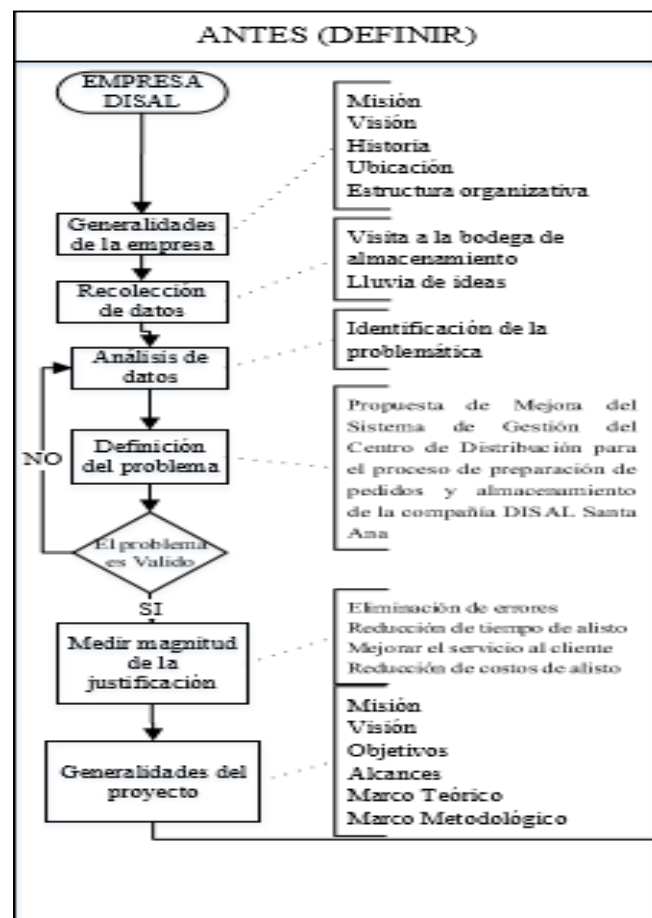 ANTES (DEFINIR)
EMPRESA
DISAL
Misión
Visión
Historia
Ubicación
Estructura organizativa
Generalidades
de la empresa
Visita a la bodega de
almacenamiento
Lluvia de ideas
Recolección
de datos
Identificación de la
problemática
Análisis de
datos
Propuesta de Mejora del
Sistema de Gestión del
Centro de Distribución para
el proceso de preparación de
pedidos y almacenamiento
de la compañía DISAL Santa
Ana
Definición
del problema
NO
El problema
es Valido
SI
Eliminación de errores
Reducción de tiempo de alisto
Mejorar el servicio al cliente
Reducción de costos de alisto
Medir magnitud
de la
justificación
Misión
Visión
Objetivos
Alcances
Marco Teórico
Marco Metodológico
Generalidades del
proyecto